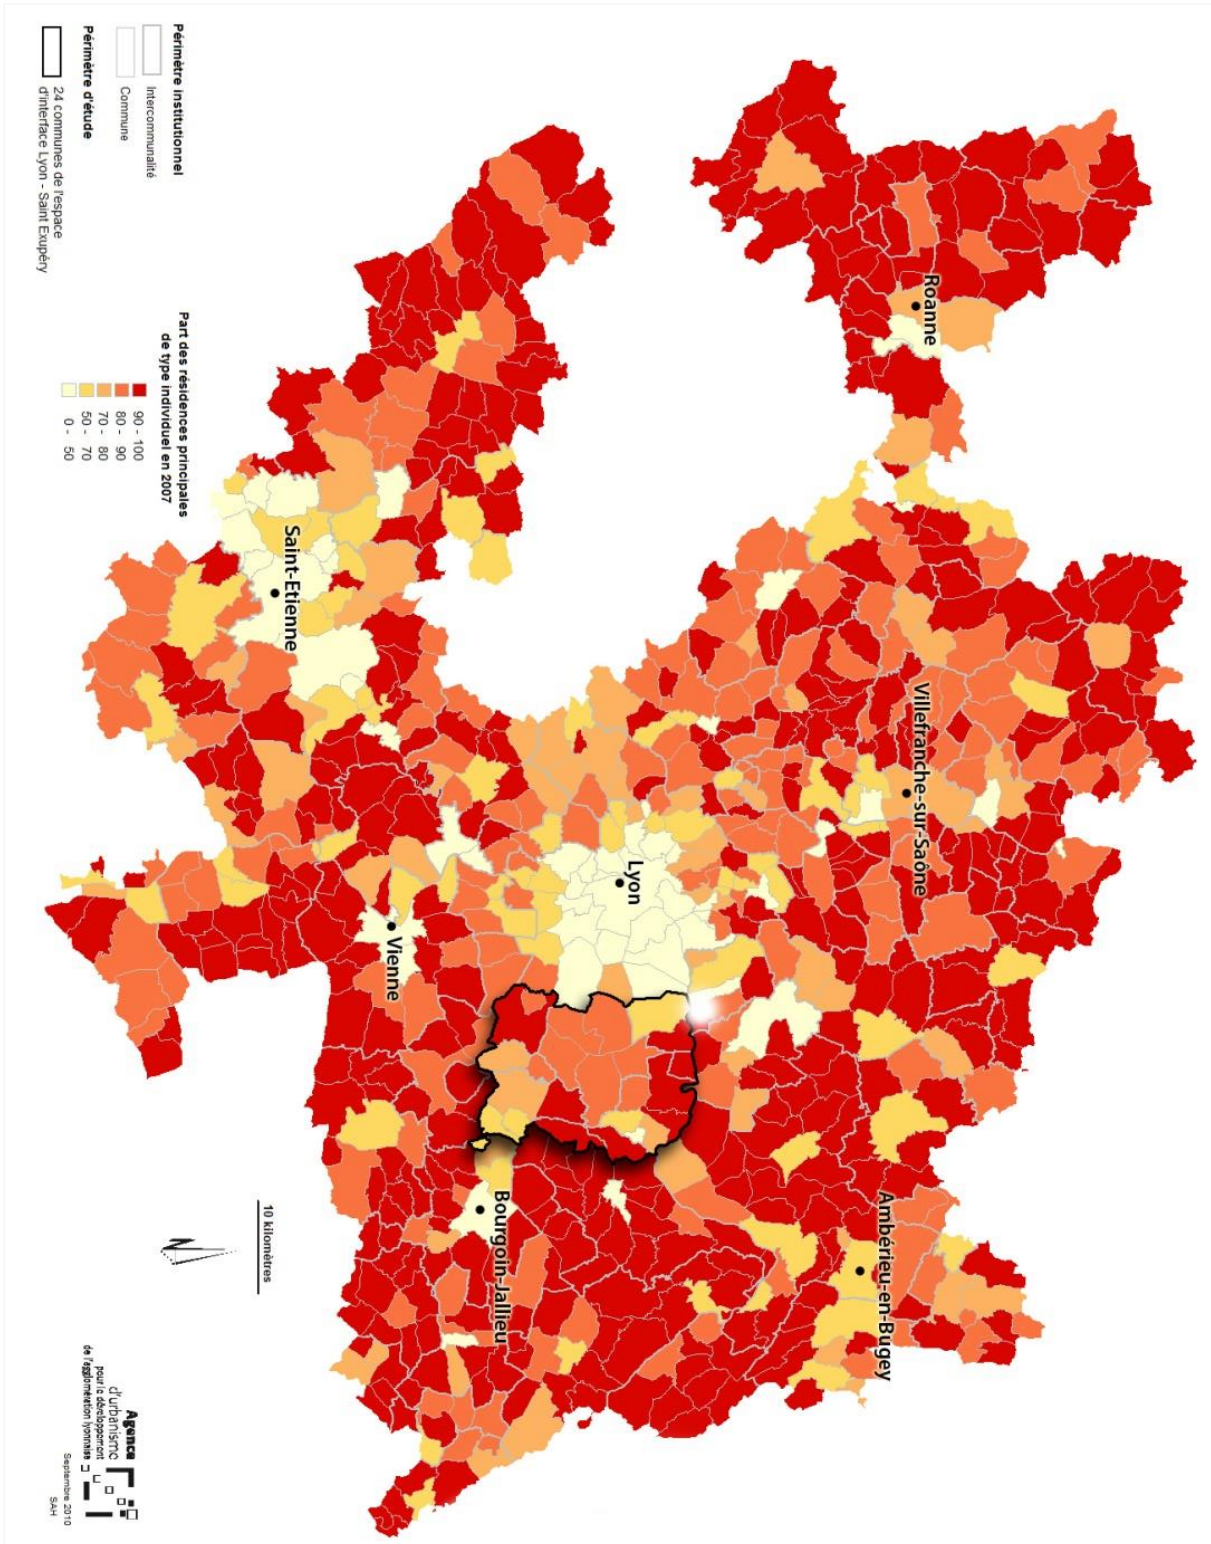 Roanne
Villefranche-sur-Saône
Ambérieu-en-Bugey
Lyon
Saint-Etienne
Vienne
Bourgoin-Jallieu
Périmètre institutionnel
Intercommunalité
Commune
Périmètre d'étude
24 communes de l'espace
d'interface Lyon - Saint Exupéry
Part des résidences principales
de type individuel en 2007
90 - 100
80 - 90
70 - 80
50 - 70
0 - 50
10 kilomètres
N
Agence
d'urbanisme
pour le développement
de l'agglomération lyonnaise
Septembre 2010
SAH